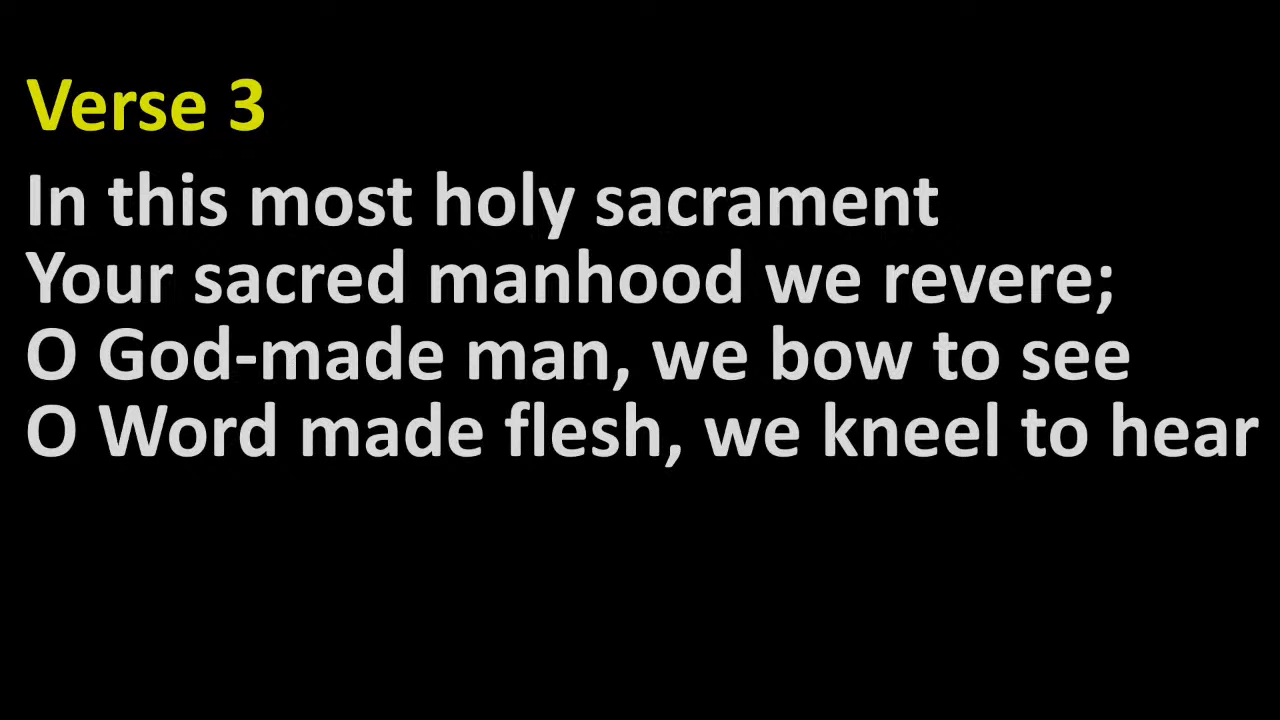 Verse 3
In this most holy sacrament
Your sacred manhood we revere;
O God-made man, we bow to see
O Word made flesh, we kneel to hear